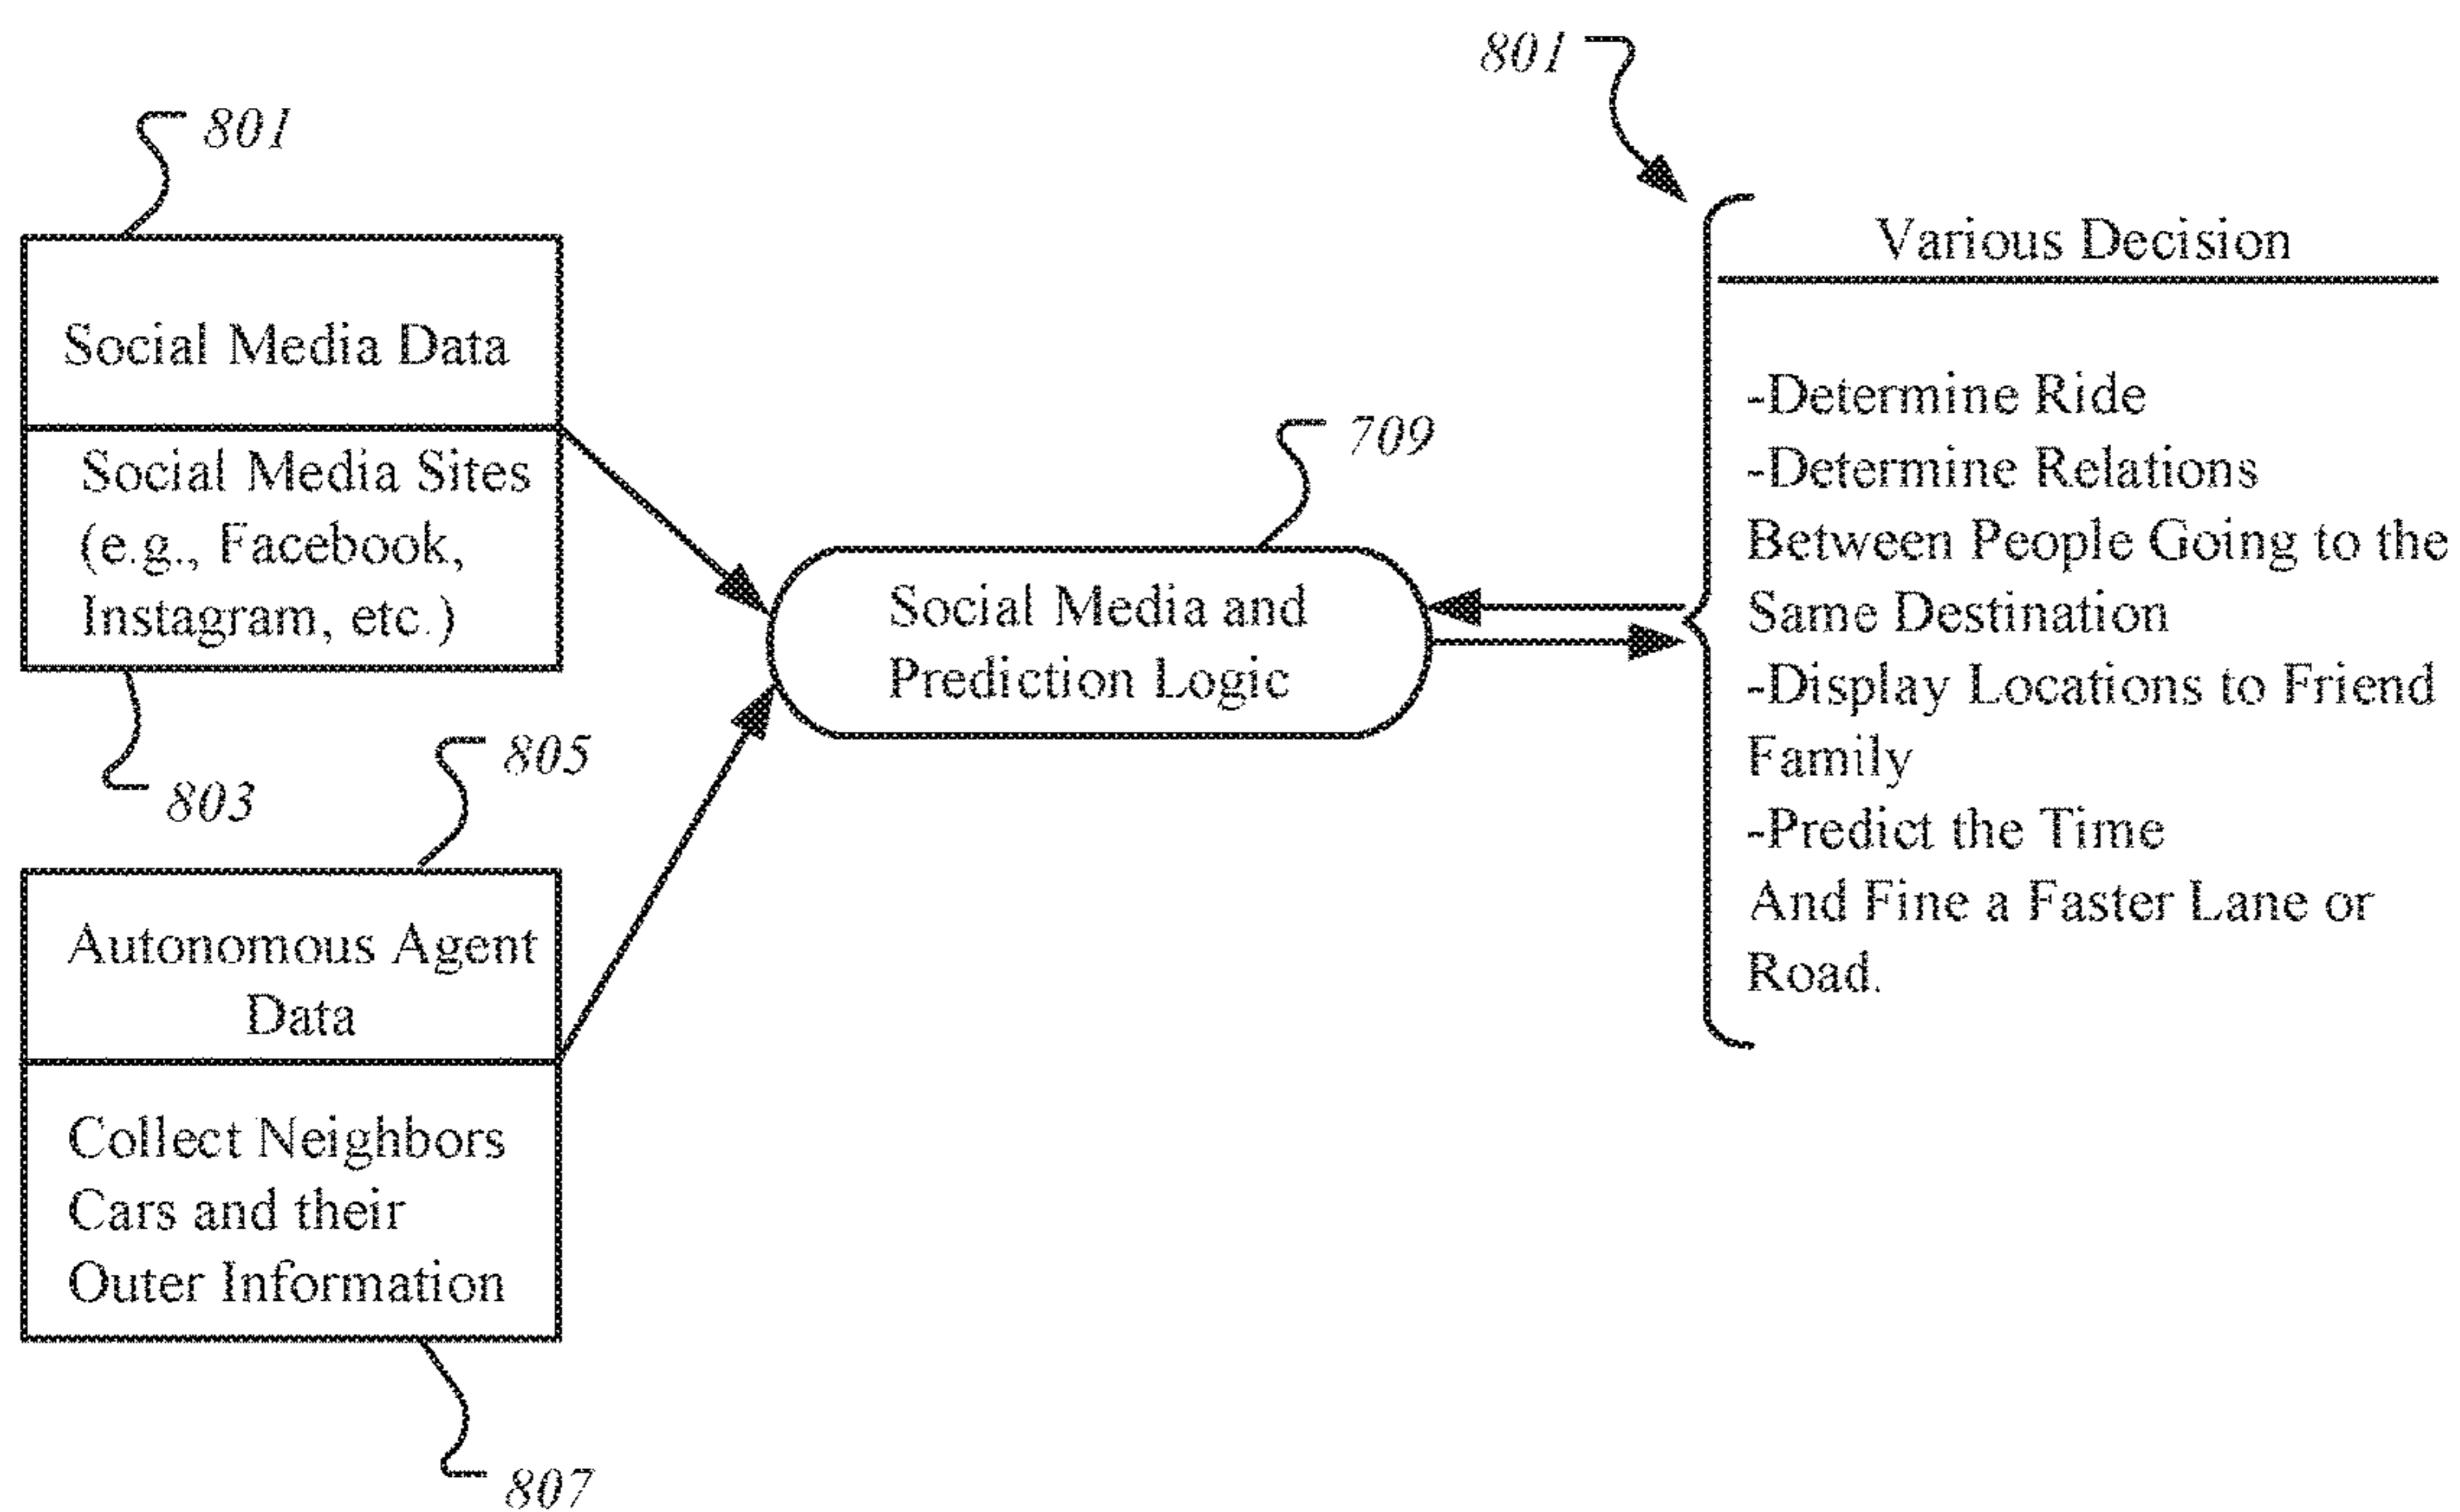 801
Social Media Data
Social Media Sites
(e.g., Facebook,
Instagram, etc.)
803
805
Autonomous Agent
Data
Collect Neighbors
Cars and their
Outer Information
807
709
Social Media and
Prediction Logic
801
Various Decision
-Determine Ride
-Determine Relations
Between People Going to the
Same Destination
-Display Locations to Friend
Family
-Predict the Time
And Fine a Faster Lane or
Road.